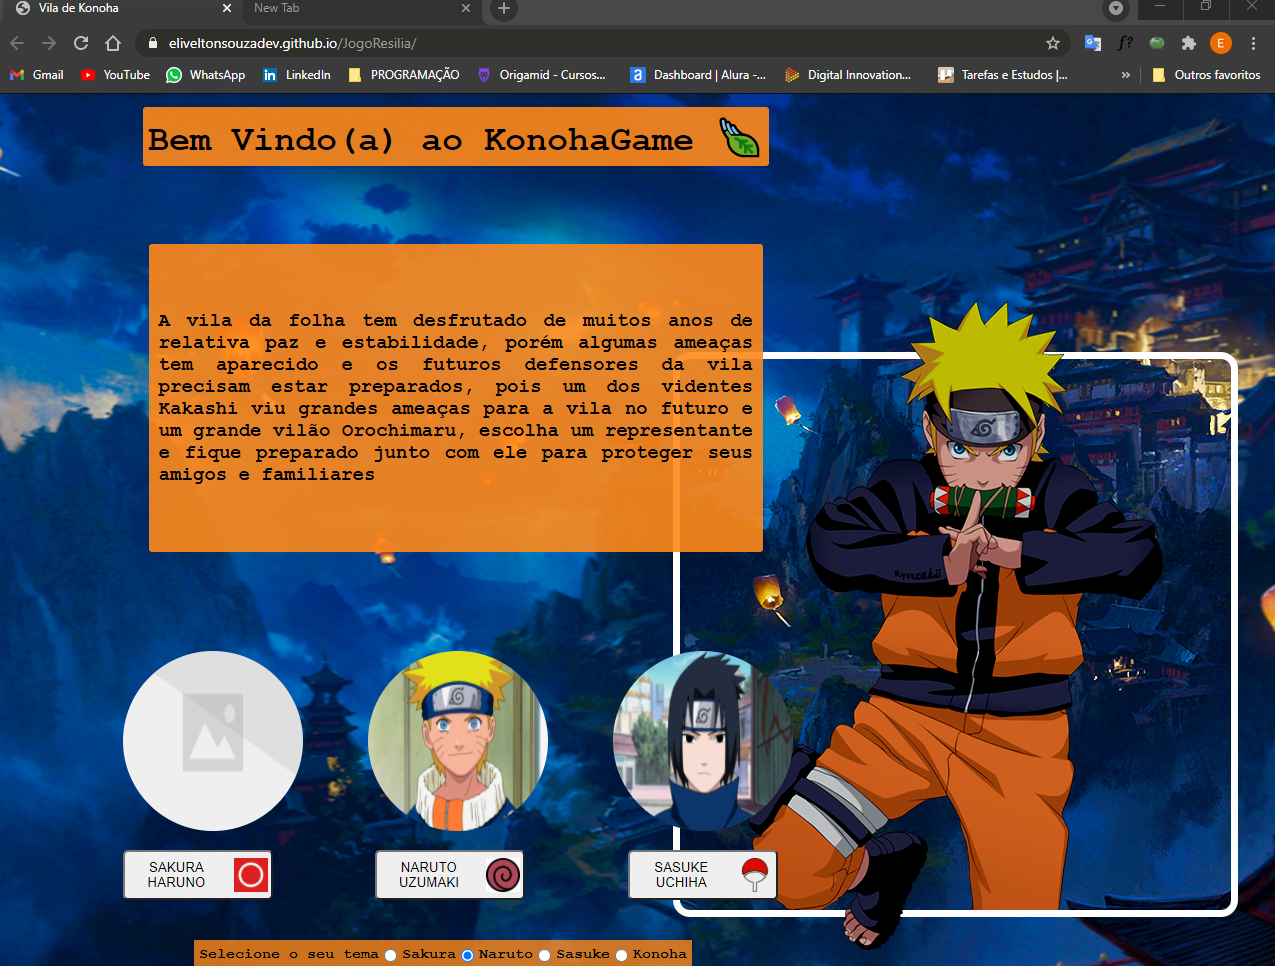 Vila de Konoha
New Tab
eliveltonsouzadev.github.io/JogoResilia/
f?
E
Gmail
YouTube
WhatsApp
LinkedIn
PROGRAMAÇÃO
Origamid - Cursos...
Dashboard | Alura -...
Digital Innovation...
Tarefas e Estudos |...
»
Outros favoritos
Bem Vindo(a) ao KonohaGame
A vila da folha tem desfrutado de muitos anos de
relativa paz e estabilidade, porém algumas ameaças
tem aparecido e os futuros defensores da vila
precisam estar preparados, pois um dos videntes
Kakashi viu grandes ameaças para a vila no futuro e
um grande vilão Orochimaru, escolha um representante
e fique preparado junto com ele para proteger seus
amigos e familiares
SAKURA
HARUNO
NARUTO
UZUMAKI
SASUKE
UCHIHA
Selecione o seu tema Sakura Naruto Sasuke Konoha